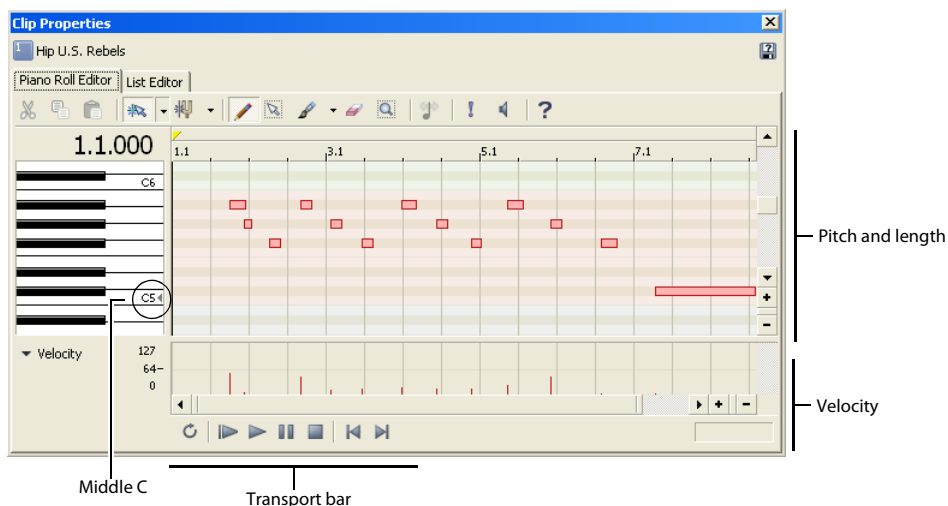 Clip Properties
1 Hip U.S. Rebels
Piano Roll Editor List Editor
1.1.000
1.1 3.1 5.1 7.1
C6
Pitch and length
C5
Velocity 127
64
0
Velocity
Middle C
Transport bar